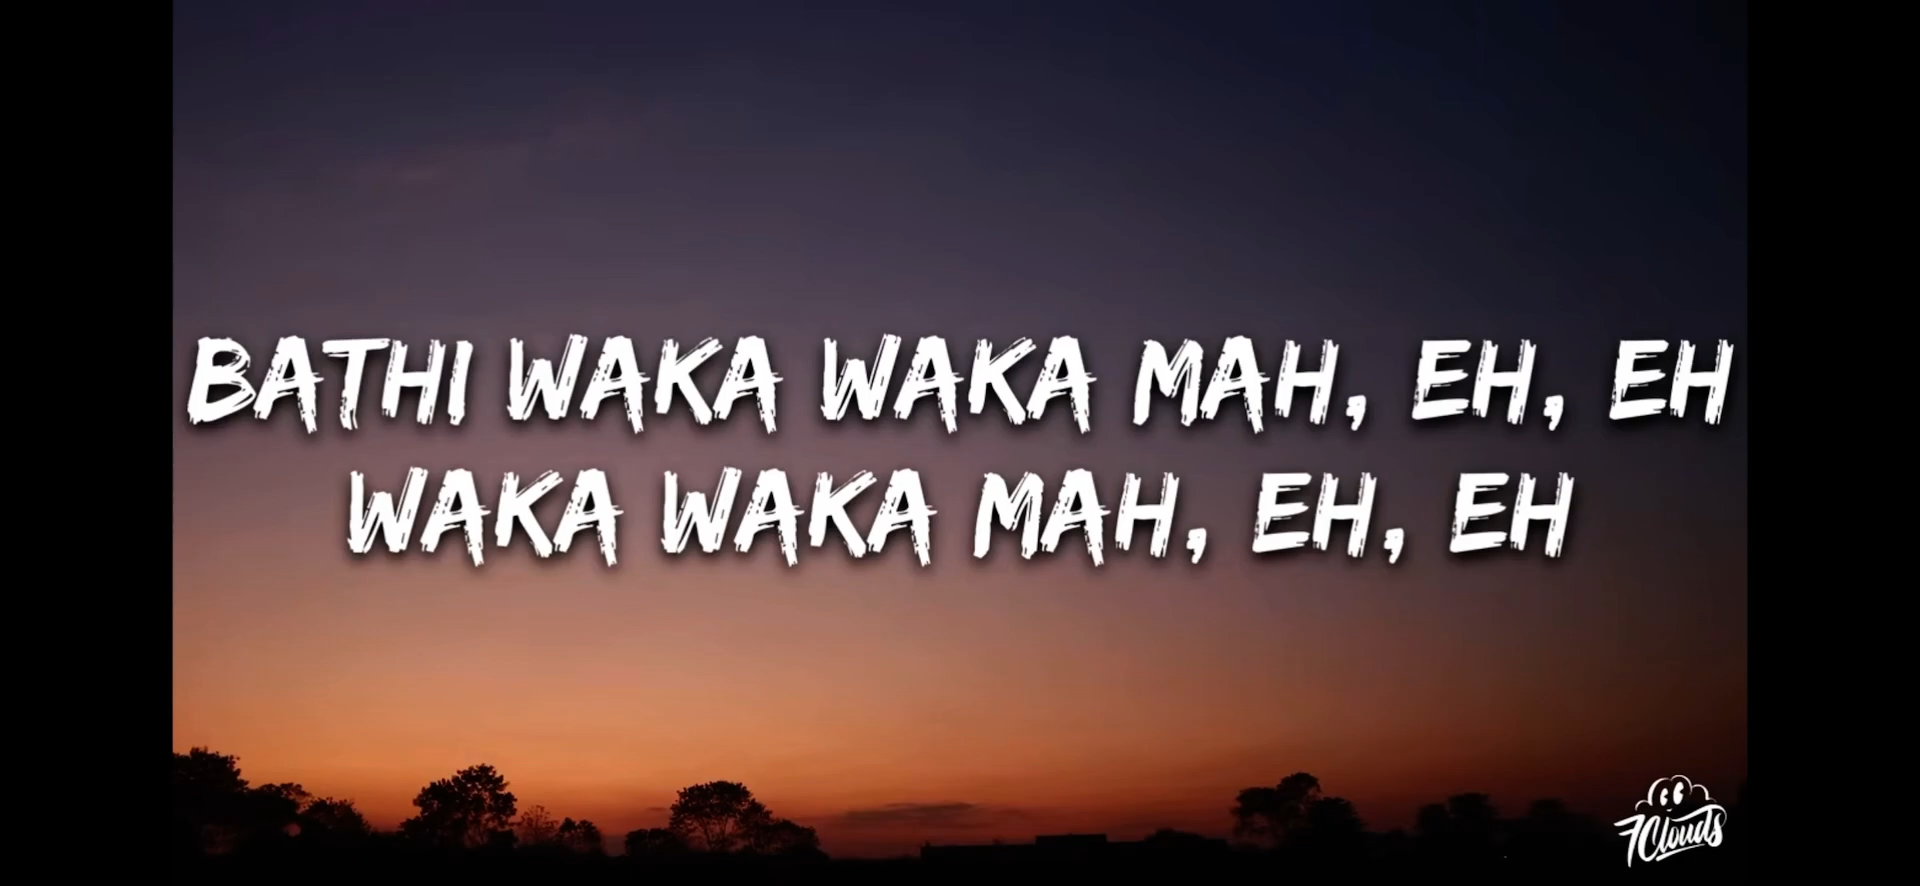 BATHI WAKA WAKA MAH, EH, EH
WAKA WAKA MAH, EH, EH
7Clouds